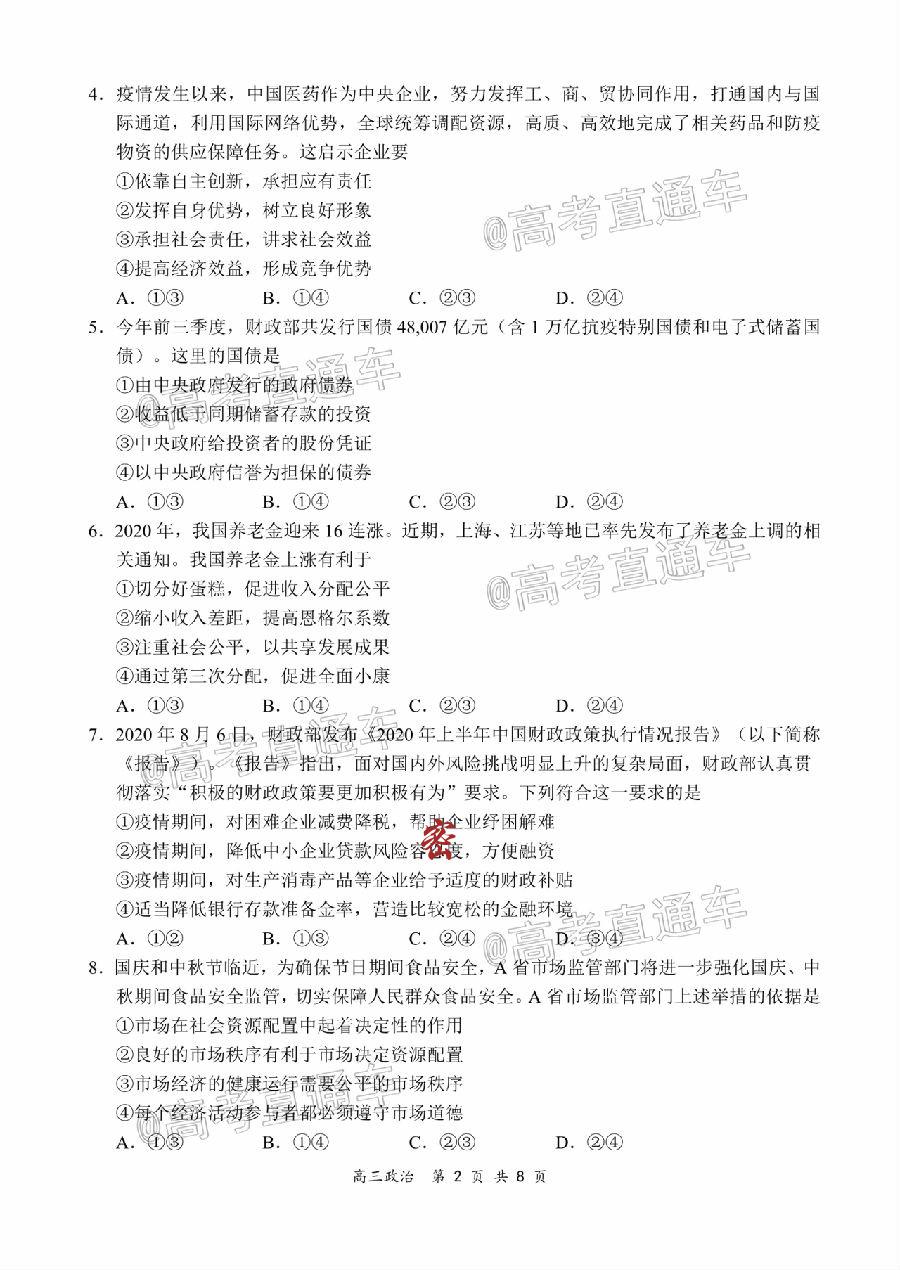 4．疫情发生以来，中国医药作为中央企业，努力发挥工、商、贸协同作用，打通国内与国
际通道，利用国际网络优势，全球统筹调配资源，高质、高效地完成了相关药品和防疫
物资的供应保障任务。这启示企业要
①依靠自主创新，承担应有责任
②发挥自身优势，树立良好形象
③承担社会责任，讲求社会效益
④提高经济效益，形成竞争优势
A．①③ B．①④ C．②③ D．②④
5．今年前三季度，财政部共发行国债 48,007 亿元（含 1 万亿抗疫特别国债和电了式储蓄国
债）。这里的国债是
①由中央政府发行的政府债券
②收益低于同期储蓄存款的投资
③中央政府给投资者的股份凭证
④以中央政府信誉为担保的债券
A．①③ B．①④ C．②③ D．②④
6．2020 年，我国养老金迎来 16 连涨。近期，上海、江苏等地已率先发布了养老金上调的相
关通知。我国养老金上涨有利于
①切分好蛋糕，促进收入分配公平
②缩小收入差距，提高恩格尔系数
③注重社会公平，以共享发展成果
④通过第三次分配，促进全面小康
A．①③ B．①④ C．②③ D．②④
7．2020 年 8 月 6 日，财政部发布《2020 年上半年中国财政政策执行情况报告》（以下简称
《报告》）。《报告》指出，面对国内外风险挑战明显上升的复杂局面，财政部认真贯
彻落实“积极的财政政策要更加积极有为”要求。下列符合这一要求的是
①疫情期间，对困难企业减费降税，帮助企业纾困解难
②疫情期间，降低中小企业贷款风险容忍度，方便融资
③疫情期间，对生产消毒产品等企业给予适度的财政补贴
④适当降低银行存款准备金率，营造比较宽松的金融环境
A．①② B．①③ C．②④ D．③④
8．国庆和中秋节临近，为确保节日期间食品安全，A 省市场监管部门将进一步强化国庆、中
秋期间食品安全监管，切实保障人民群众食品安全。A 省市场监管部门上述举措的依据是
①市场在社会资源配置中起着决定性的作用
②良好的市场秩序有利于市场决定资源配置
③市场经济的健康运行需要公平的市场秩序
④每个经济活动参与者都必须遵守市场道德
A．①③ B．①④ C．②③ D．②④
高三政治 第 2 页 共 8 页
@高考直通车
@高考直通车
@高考直通车
@高考直通车
@高考直通车
@高考直通车
密